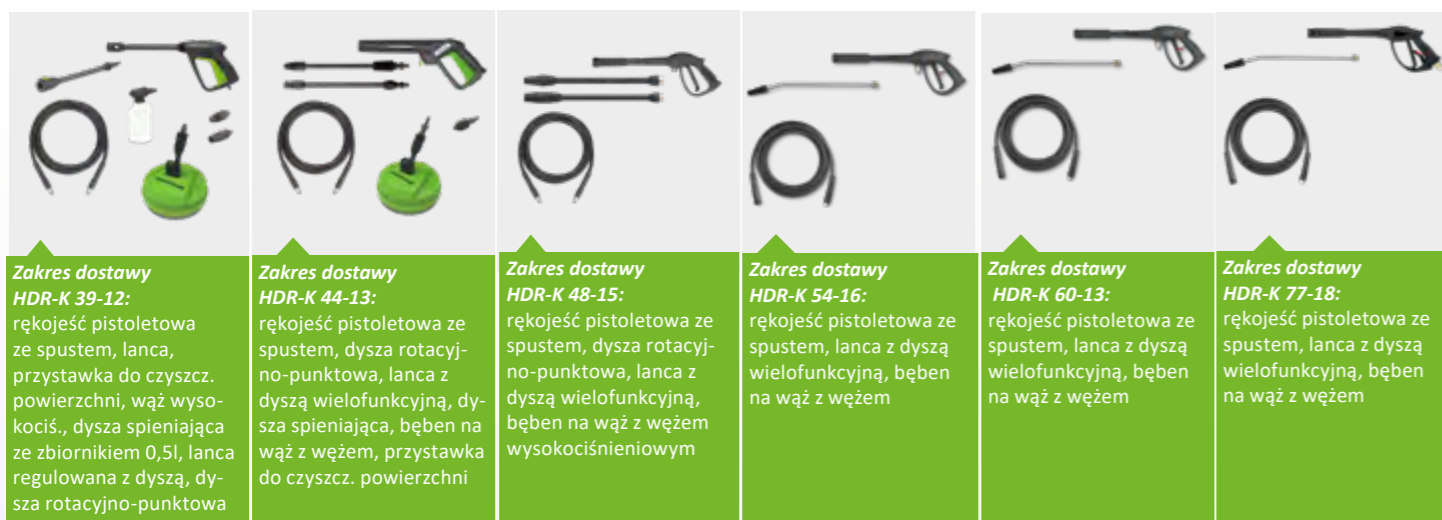 Zakres dostawy
HDR-K 39-12:
rękojeść pistoletowa
ze spustem, lanca,
przystawka do czyszcz.
powierzchni, wąż wyso-
kociś., dysza spieniająca
ze zbiornikiem 0,5l, lanca
regulowana z dyszą, dy-
sza rotacyjno-punktowa
Zakres dostawy
HDR-K 44-13:
rękojeść pistoletowa ze
spustem, dysza rotacyj-
no-punktowa, lanca z
dyszą wielofunkcyjną, dy-
sza spieniająca, bęben na
wąż z wężem, przystawka
do czyszcz. powierzchni
Zakres dostawy
HDR-K 48-15:
rękojeść pistoletowa ze
spustem, dysza rotacyj-
no-punktowa, lanca z
dyszą wielofunkcyjną,
bęben na wąż z wężem
wysokociśnieniowym
Zakres dostawy
HDR-K 54-16:
rękojeść pistoletowa ze
spustem, lanca z dyszą
wielofunkcyjną, bęben
na wąż z wężem
Zakres dostawy
HDR-K 60-13:
rękojeść pistoletowa ze
spustem, lanca z dyszą
wielofunkcyjną, bęben
na wąż z wężem
Zakres dostawy
HDR-K 77-18:
rękojeść pistoletowa ze
spustem, lanca z dyszą
wielofunkcyjną, bęben
na wąż z wężem